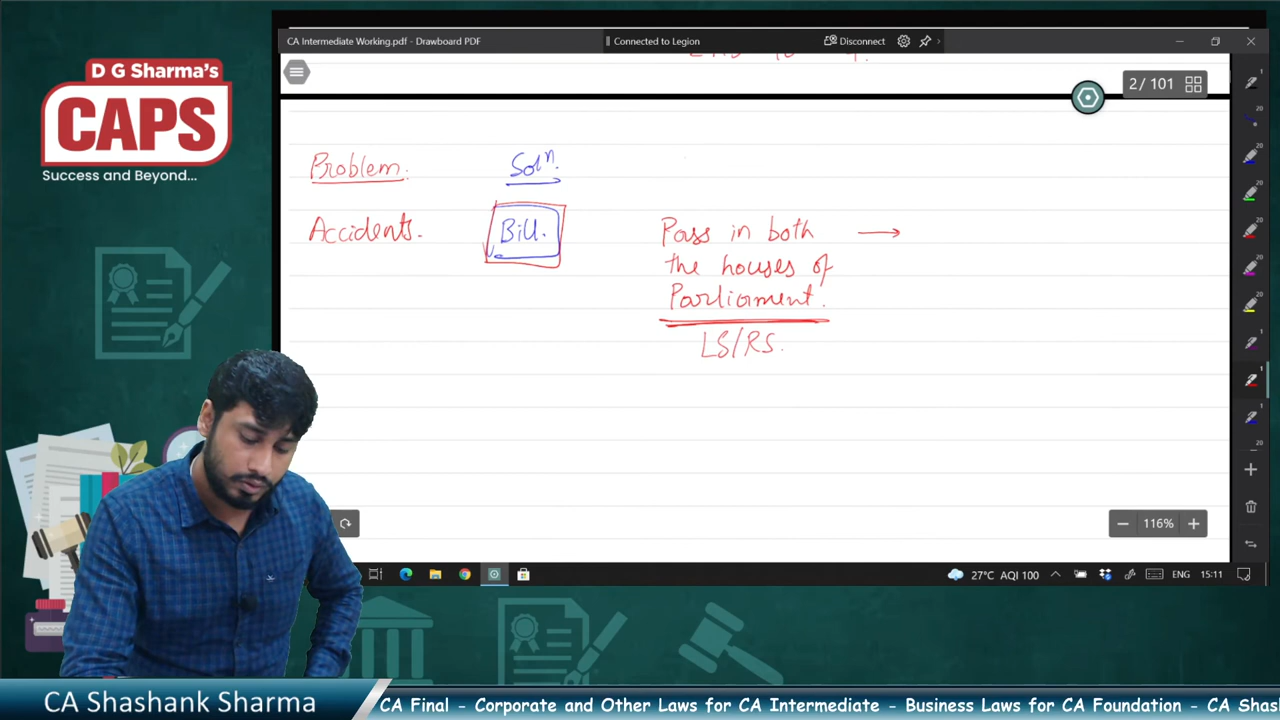 D G Sharma's
CAPS
Success and Beyond...
CA Intermediate Working.pdf - Drawboard PDF
Connected to Legion
Disconnect
2 / 101
Problem.
Solⁿ.
Accidents.
Bill.
Pass in both →
the houses of
Parliament.
LS/RS.
116%
27°C AQI 100
ENG
15:11
CA Shashank Sharma
CA Final - Corporate and Other Laws for CA Intermediate - Business Laws for CA Foundation - CA Shas